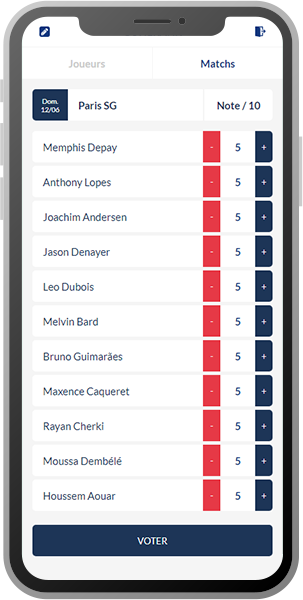 Joueurs Matchs
Dom. 12/06 Paris SG Note / 10
Memphis Depay - 5 +
Anthony Lopes - 5 +
Joachim Andersen - 5 +
Jason Denayer - 5 +
Leo Dubois - 5 +
Melvin Bard - 5 +
Bruno Guimarães - 5 +
Maxence Caqueret - 5 +
Rayan Cherki - 5 +
Moussa Dembélé - 5 +
Houssem Aouar - 5 +
VOTER